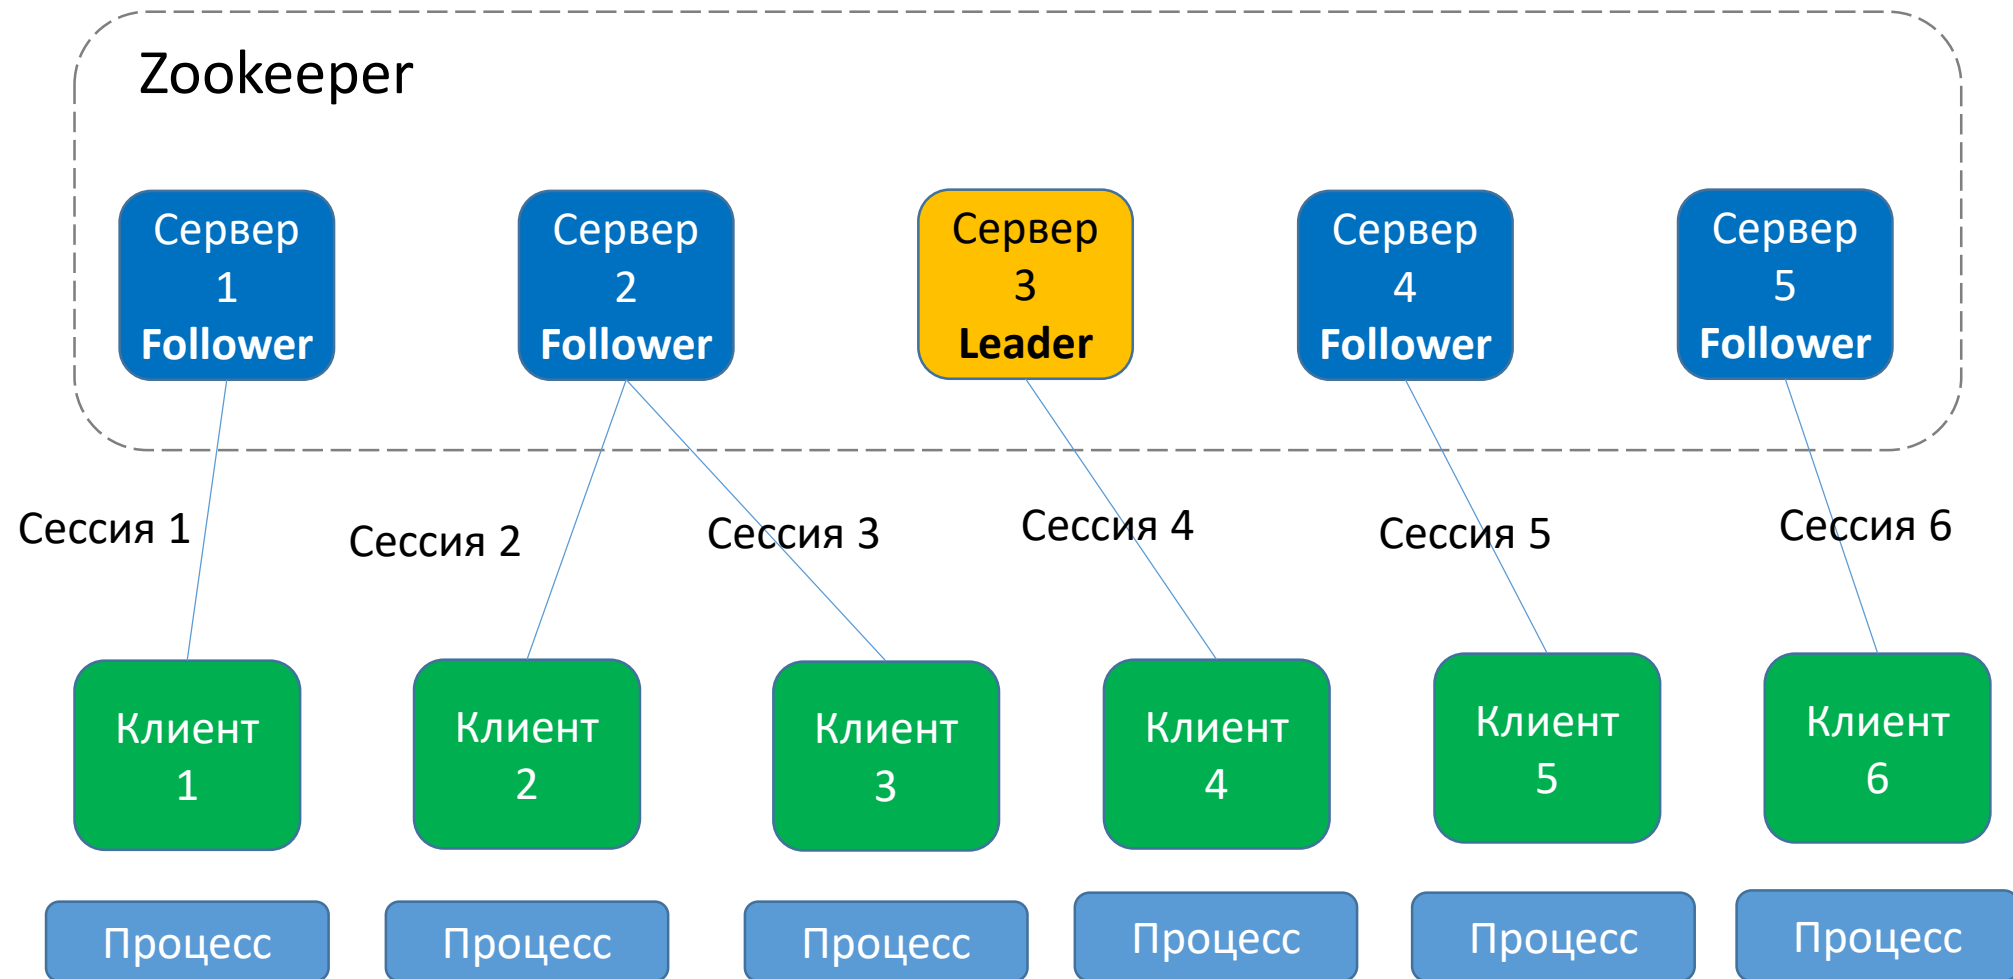 Zookeeper
Сервер
1
Follower
Сервер
2
Follower
Сервер
3
Leader
Сервер
4
Follower
Сервер
5
Follower
Сессия 1
Сессия 2
Сессия 3
Сессия 4
Сессия 5
Сессия 6
Клиент
1
Клиент
2
Клиент
3
Клиент
4
Клиент
5
Клиент
6
Процесс
Процесс
Процесс
Процесс
Процесс
Процесс